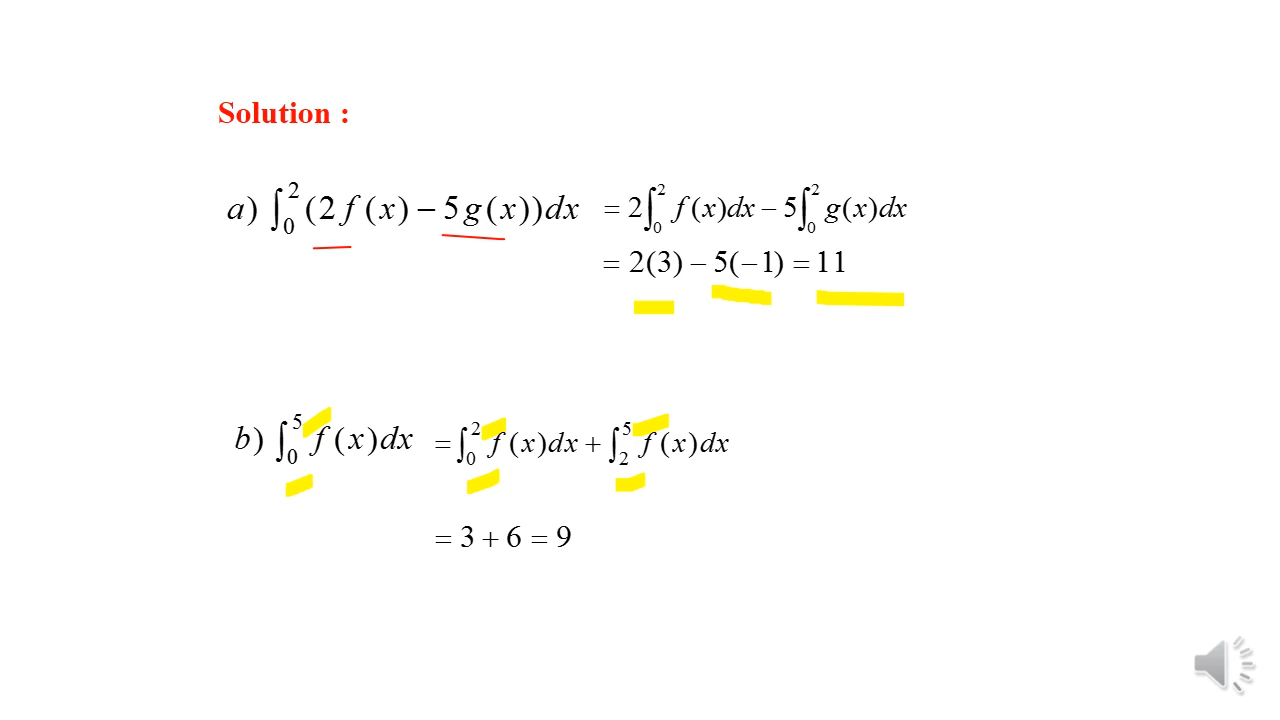 Solution :
a) ∫₀² (2f(x) − 5g(x))dx = 2∫₀² f(x)dx − 5∫₀² g(x)dx
= 2(3) − 5(−1) = 11
b) ∫₀⁵ f(x)dx = ∫₀² f(x)dx + ∫₂⁵ f(x)dx
= 3 + 6 = 9